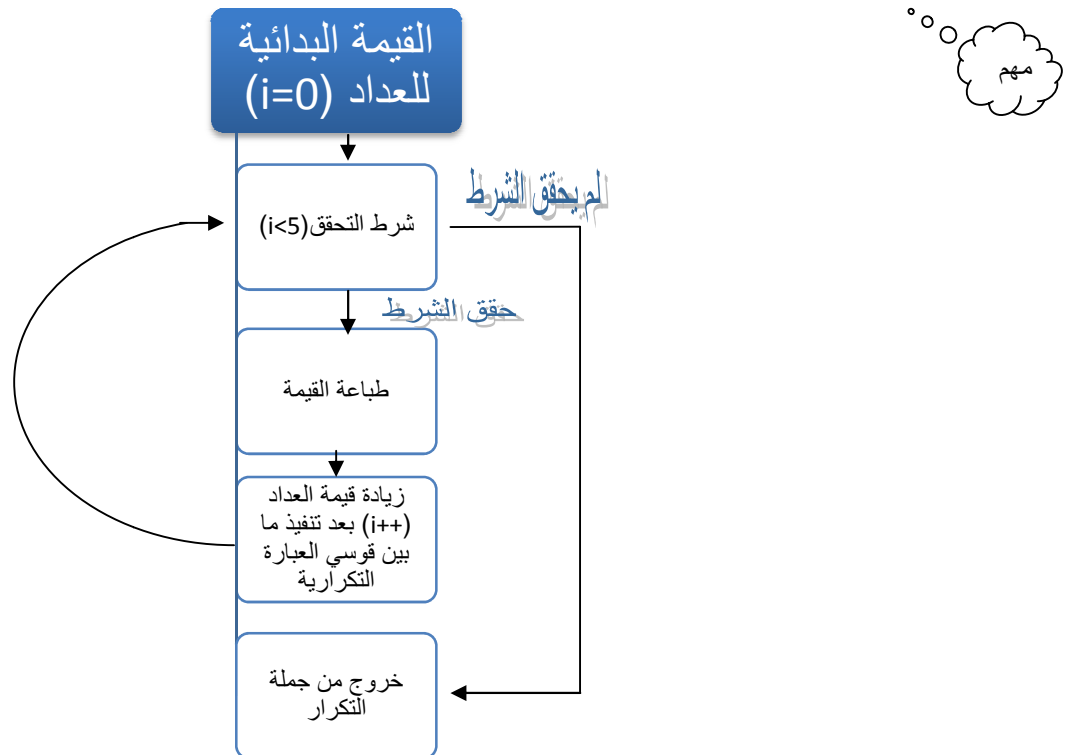 القيمة البدائية
للعداد (i=0)
مهم
شرط التحقق(i<5)
لم يحقق الشرط
حقق الشرط
طباعة القيمة
زيادة قيمة العداد
(i++) بعد تنفيذ ما
بين قوسي العبارة
التكرارية
خروج من جملة
التكرار